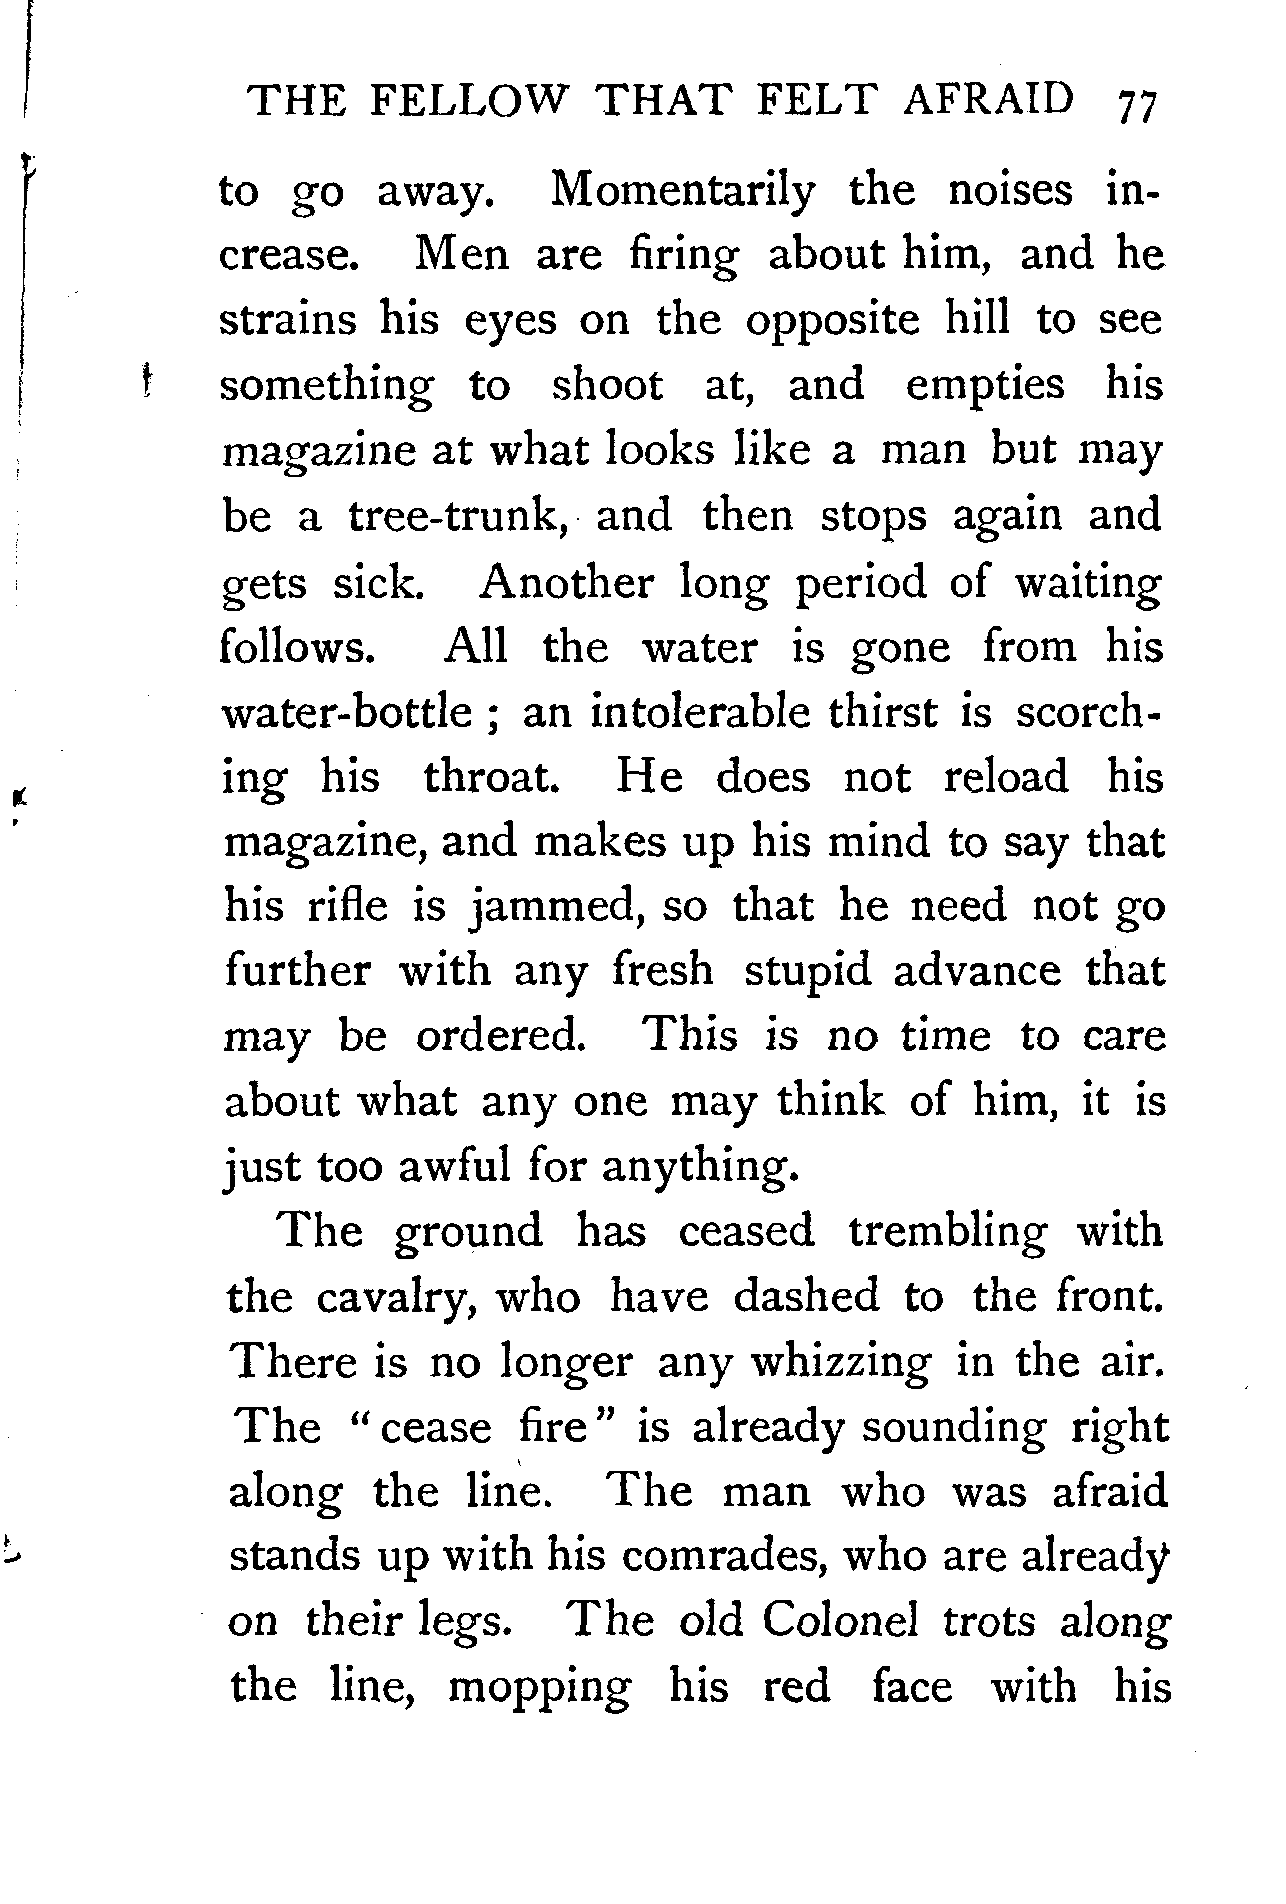 THE FELLOW THAT FELT AFRAID 77
to go away. Momentarily the noises in-
crease. Men are firing about him, and he
strains his eyes on the opposite hill to see
something to shoot at, and empties his
magazine at what looks like a man but may
be a tree-trunk, and then stops again and
gets sick. Another long period of waiting
follows. All the water is gone from his
water-bottle ; an intolerable thirst is scorch-
ing his throat. He does not reload his
magazine, and makes up his mind to say that
his rifle is jammed, so that he need not go
further with any fresh stupid advance that
may be ordered. This is no time to care
about what any one may think of him, it is
just too awful for anything.
The ground has ceased trembling with
the cavalry, who have dashed to the front.
There is no longer any whizzing in the air.
The "cease fire" is already sounding right
along the line. The man who was afraid
stands up with his comrades, who are already
on their legs. The old Colonel trots along
the line, mopping his red face with his